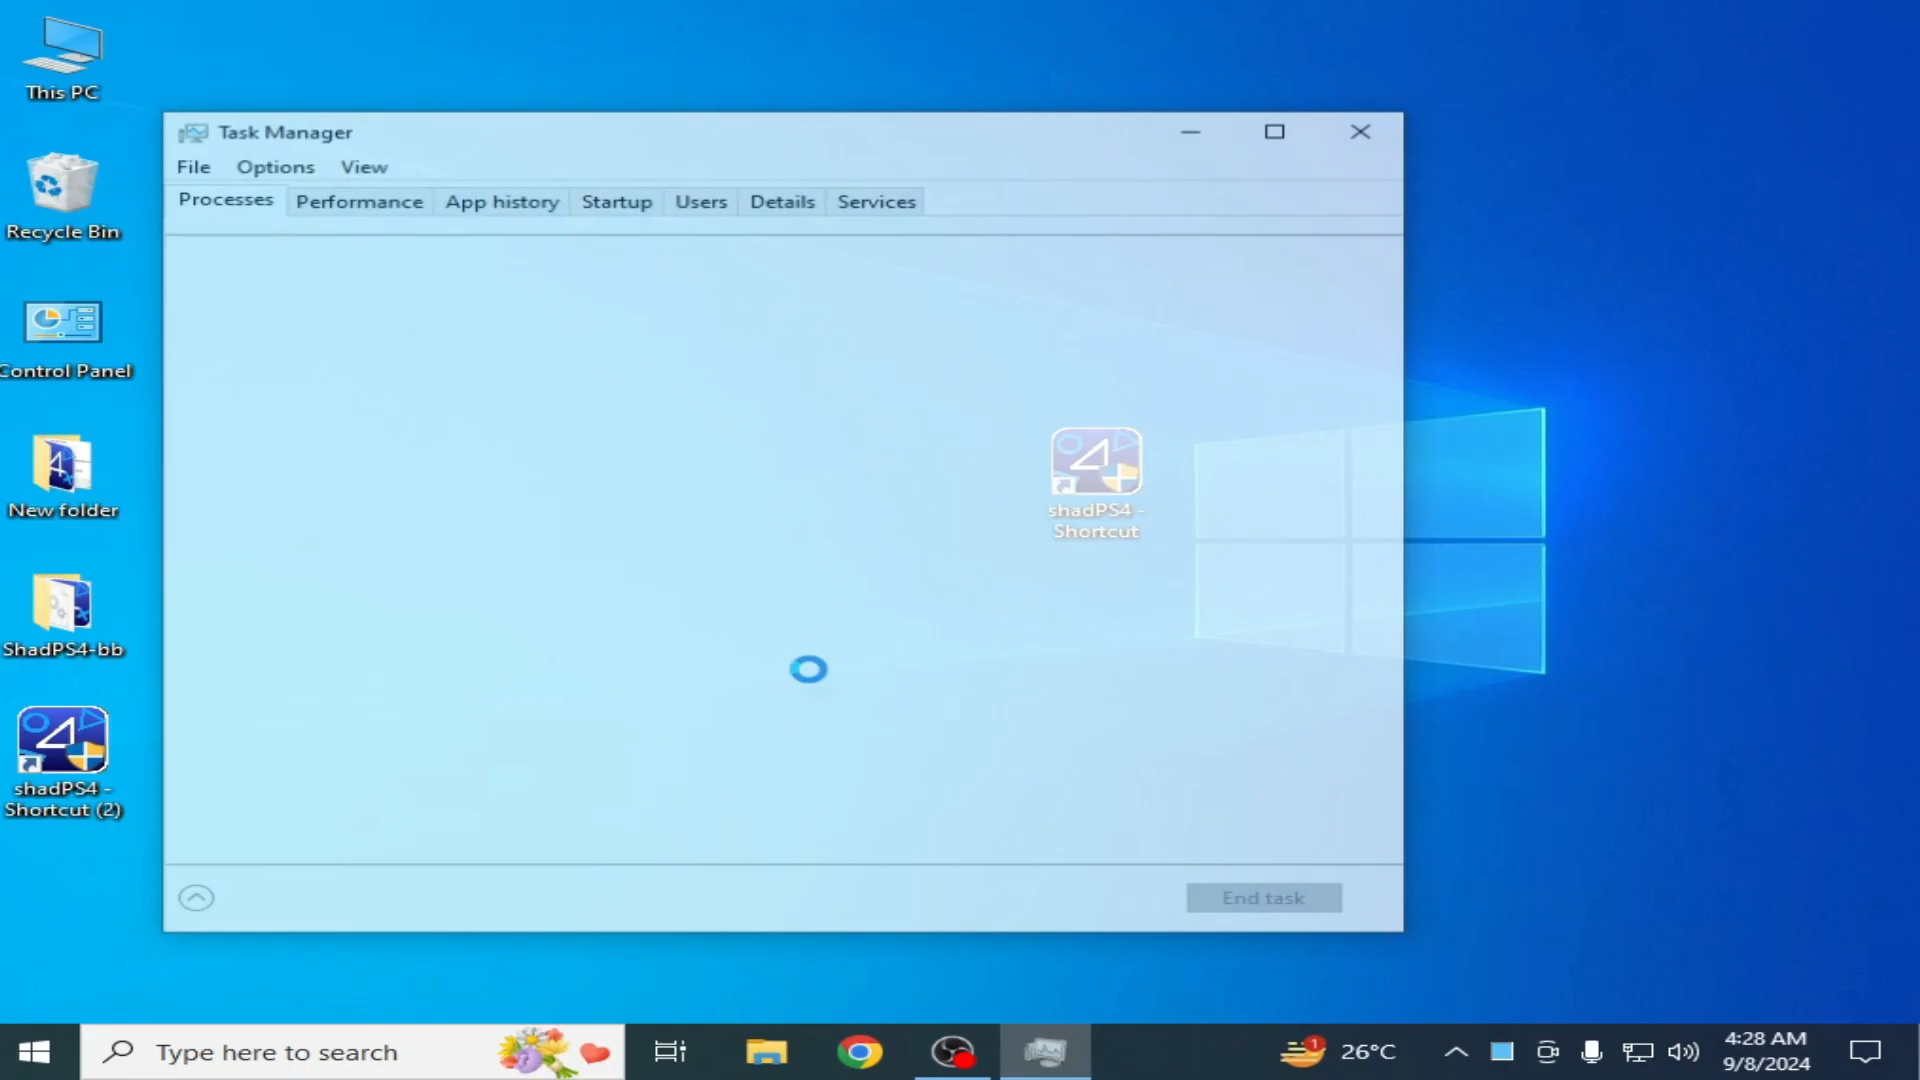 This PC
Recycle Bin
Control Panel
New folder
ShadPS4-bb
shadPS4 -
Shortcut (2)
Task Manager
File Options View
Processes Performance App history Startup Users Details Services
shadPS4 -
Shortcut
End task
Type here to search
1
26°C
4:28 AM
9/8/2024